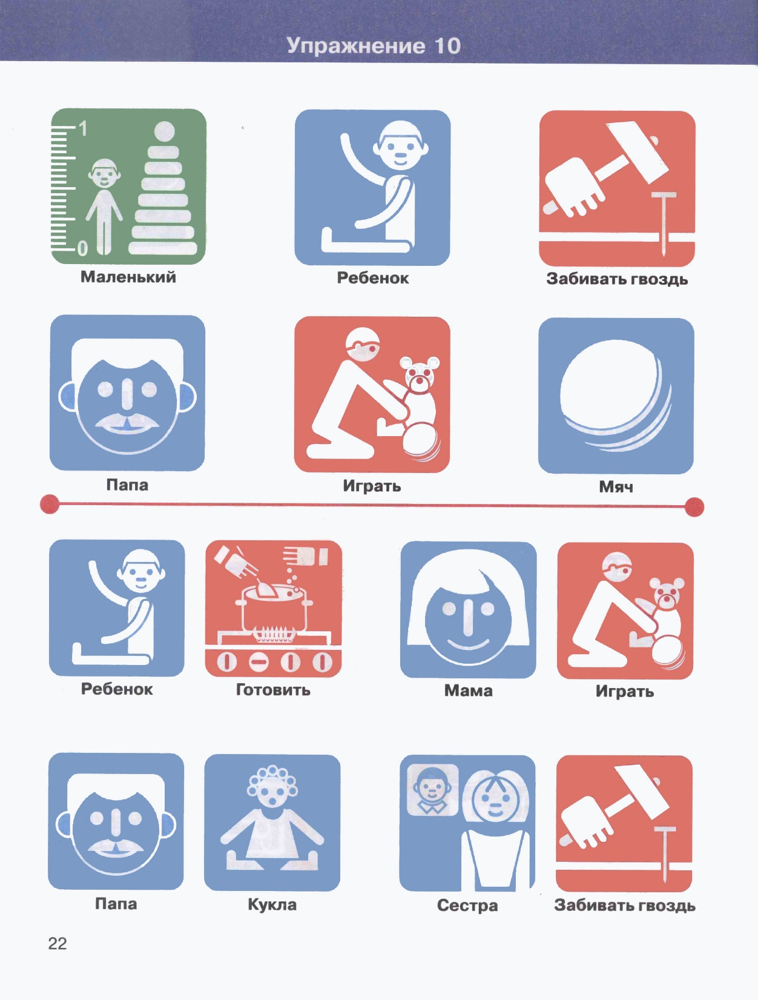 Упражнение 10
1
0
Маленький
Ребенок
Забивать гвоздь
Папа
Играть
Мяч
Ребенок
Готовить
Мама
Играть
Папа
Кукла
Сестра
Забивать гвоздь
22